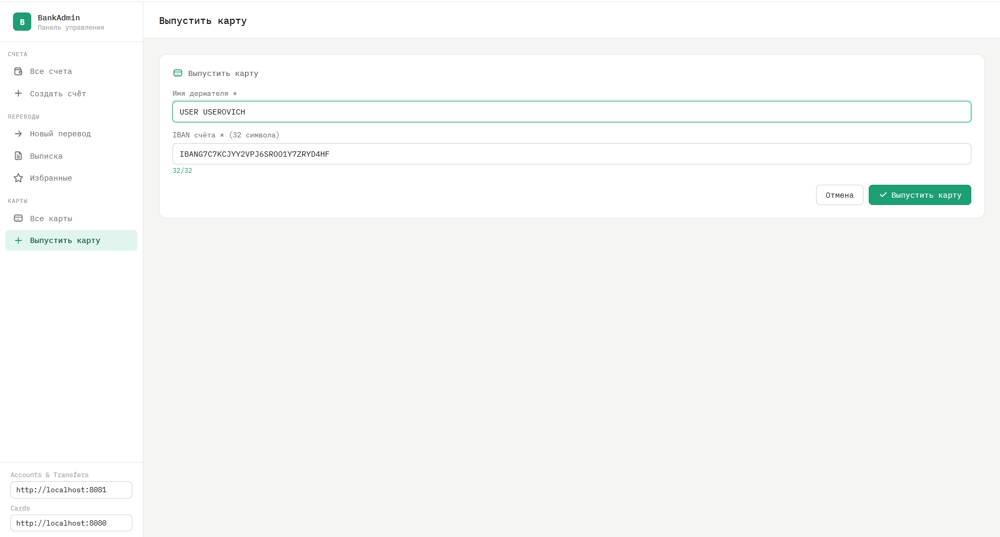 B
BankAdmin
Панель управления
СЧЕТА
Все счета
Создать счёт
ПЕРЕВОДЫ
Новый перевод
Выписка
Избранные
КАРТЫ
Все карты
Выпустить карту
Accounts & Transfers
http://localhost:8081
Cards
http://localhost:8080
Выпустить карту
Выпустить карту
Имя держателя *
USER USEROVICH
IBAN счёта * (32 символа)
IBANG7C7KCJYY2VPJ6SROO1Y7ZRYD4HF
32/32
Отмена
Выпустить карту